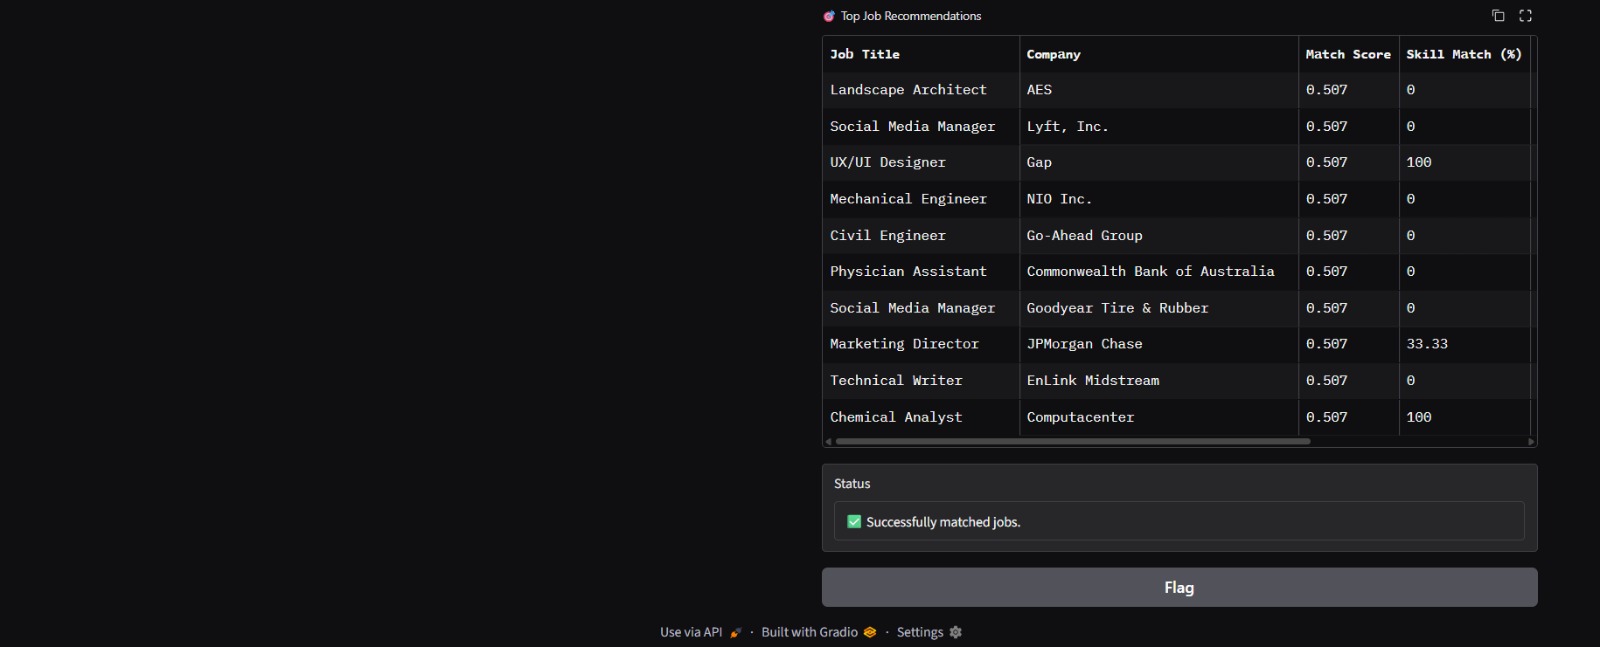 🎯 Top Job Recommendations
Job Title Company Match Score Skill Match (%)
Landscape Architect AES 0.507 0
Social Media Manager Lyft, Inc. 0.507 0
UX/UI Designer Gap 0.507 100
Mechanical Engineer NIO Inc. 0.507 0
Civil Engineer Go-Ahead Group 0.507 0
Physician Assistant Commonwealth Bank of Australia 0.507 0
Social Media Manager Goodyear Tire & Rubber 0.507 0
Marketing Director JPMorgan Chase 0.507 33.33
Technical Writer EnLink Midstream 0.507 0
Chemical Analyst Computacenter 0.507 100
Status
✅ Successfully matched jobs.
Flag
Use via API 🚀 · Built with Gradio · Settings ⚙️